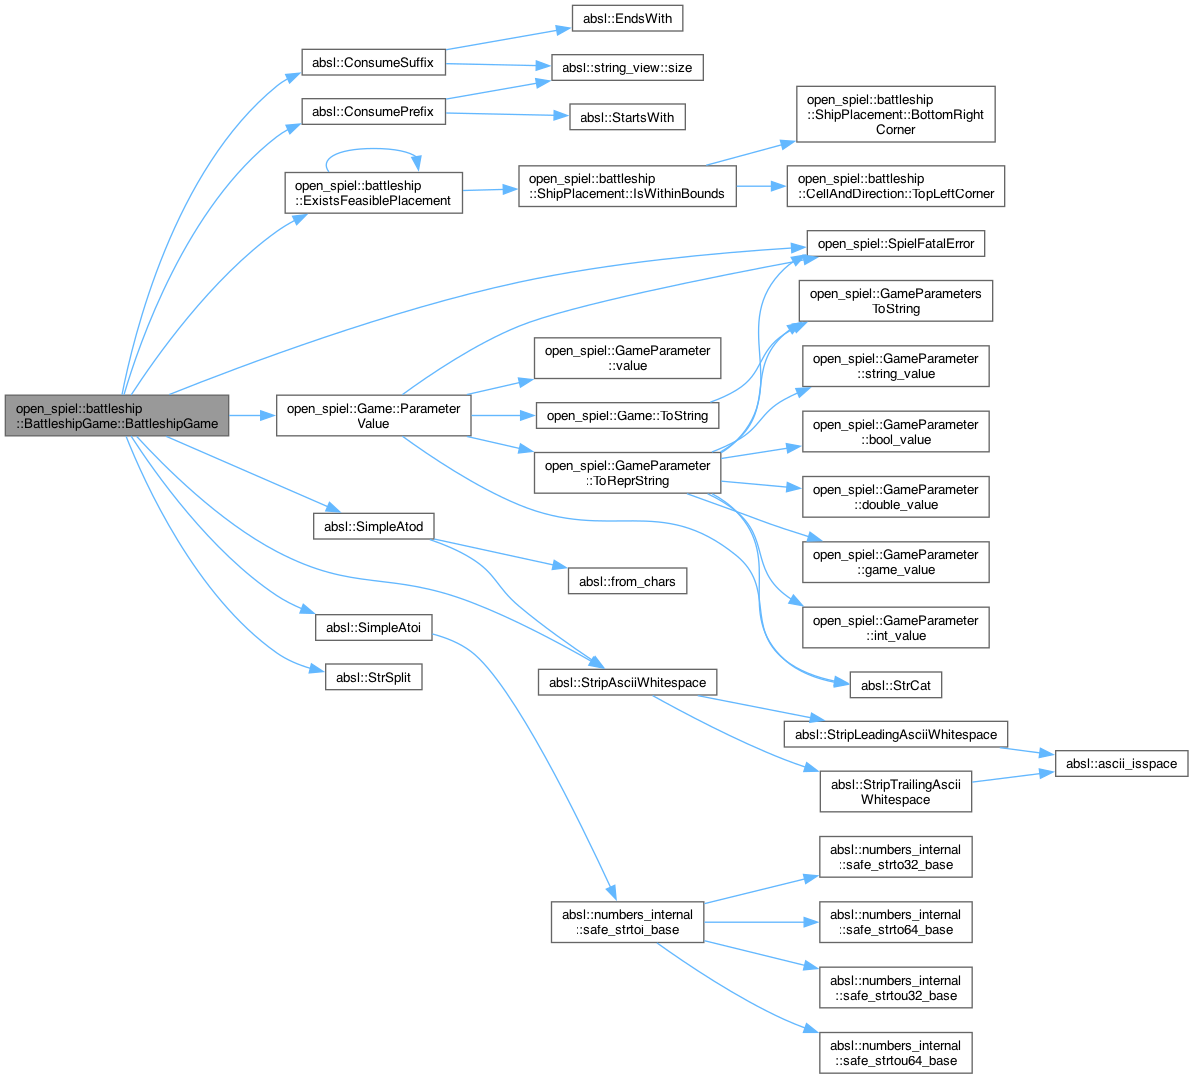 absl::EndsWith
absl::ConsumeSuffix
absl::string_view::size
absl::ConsumePrefix
absl::StartsWith
open_spiel::battleship
::ShipPlacement::BottomRight
Corner
open_spiel::battleship
::ExistsFeasiblePlacement
open_spiel::battleship
::ShipPlacement::IsWithinBounds
open_spiel::battleship
::CellAndDirection::TopLeftCorner
open_spiel::SpielFatalError
open_spiel::GameParameters
ToString
open_spiel::GameParameter
::value
open_spiel::GameParameter
::string_value
open_spiel::battleship
::BattleshipGame::BattleshipGame
open_spiel::Game::Parameter
Value
open_spiel::Game::ToString
open_spiel::GameParameter
::bool_value
open_spiel::GameParameter
::ToReprString
open_spiel::GameParameter
::double_value
absl::SimpleAtod
open_spiel::GameParameter
::game_value
absl::from_chars
absl::SimpleAtoi
open_spiel::GameParameter
::int_value
absl::StrSplit
absl::StripAsciiWhitespace
absl::StrCat
absl::StripLeadingAsciiWhitespace
absl::ascii_isspace
absl::StripTrailingAscii
Whitespace
absl::numbers_internal
::safe_strto32_base
absl::numbers_internal
::safe_strtoi_base
absl::numbers_internal
::safe_strto64_base
absl::numbers_internal
::safe_strtou32_base
absl::numbers_internal
::safe_strtou64_base